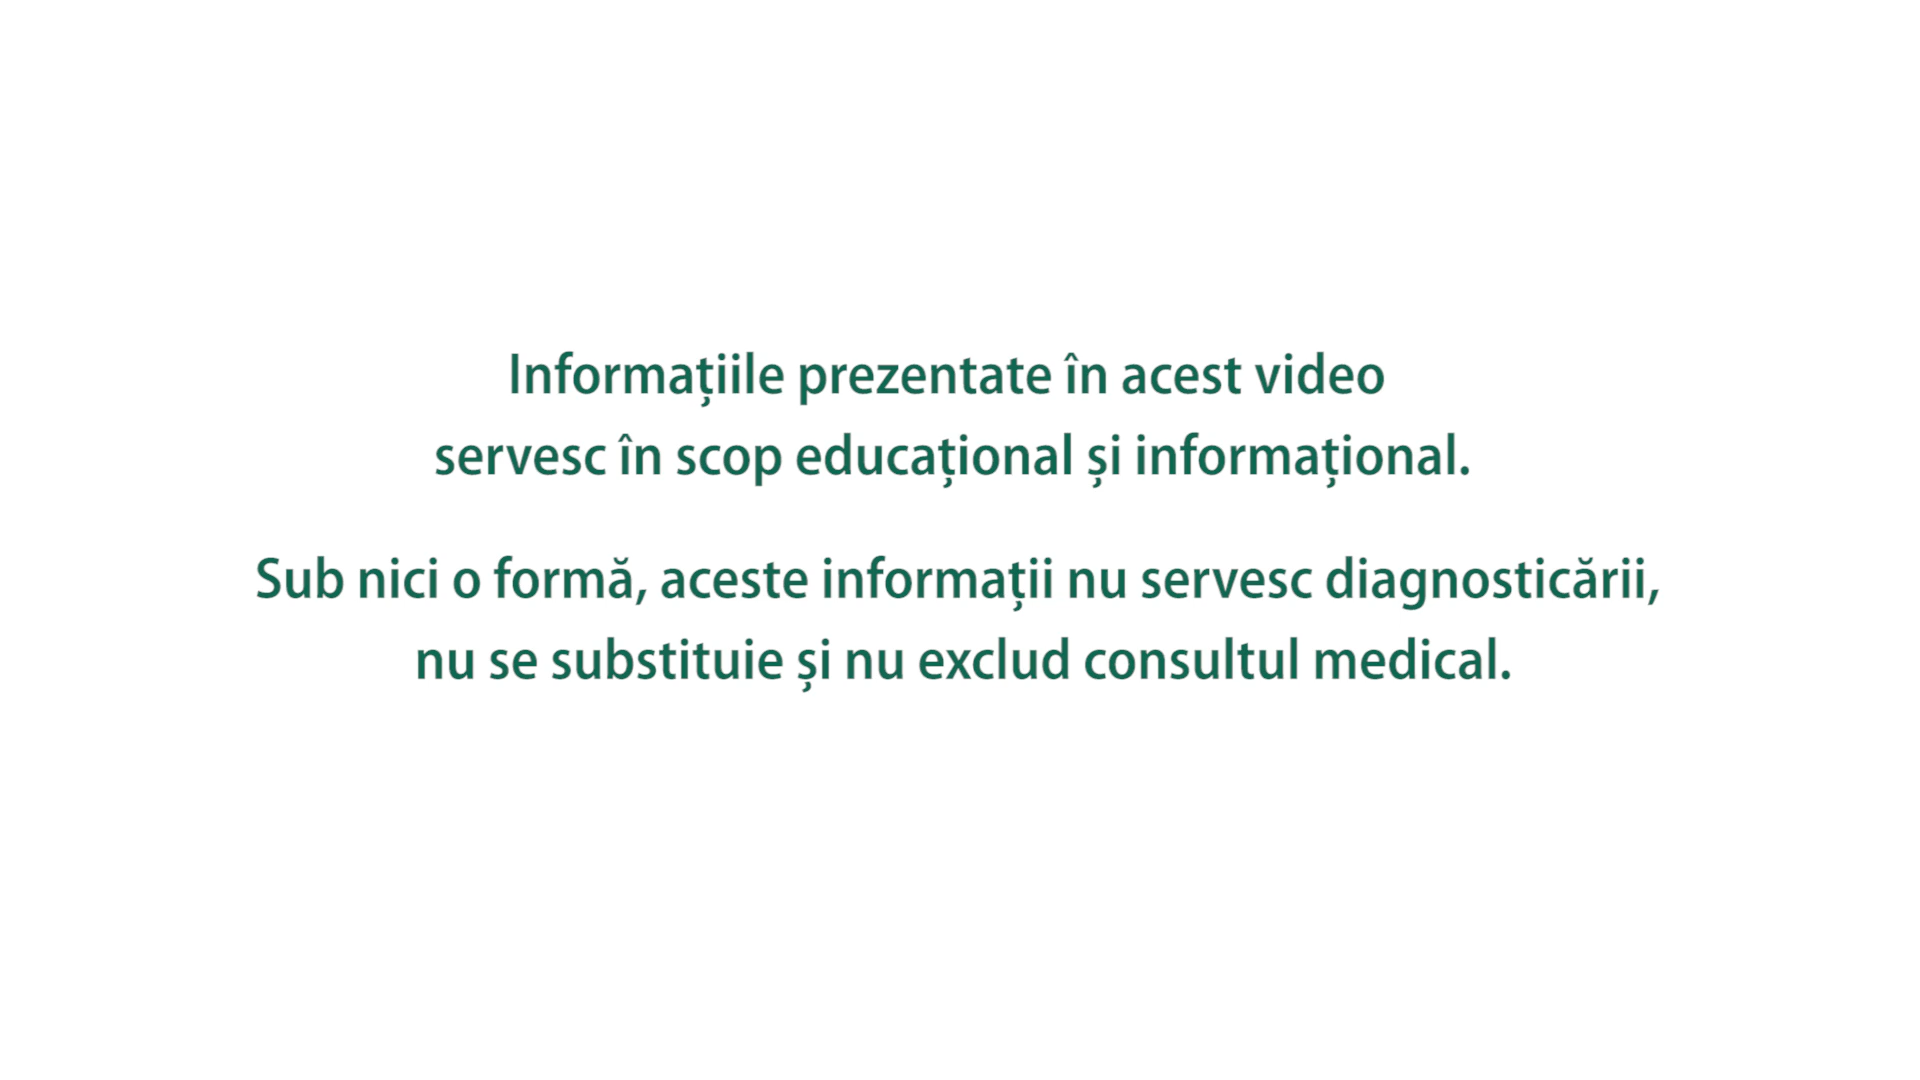 Informațiile prezentate în acest video
servesc în scop educațional și informațional.
Sub nici o formă, aceste informații nu servesc diagnosticării,
nu se substituie și nu exclud consultul medical.